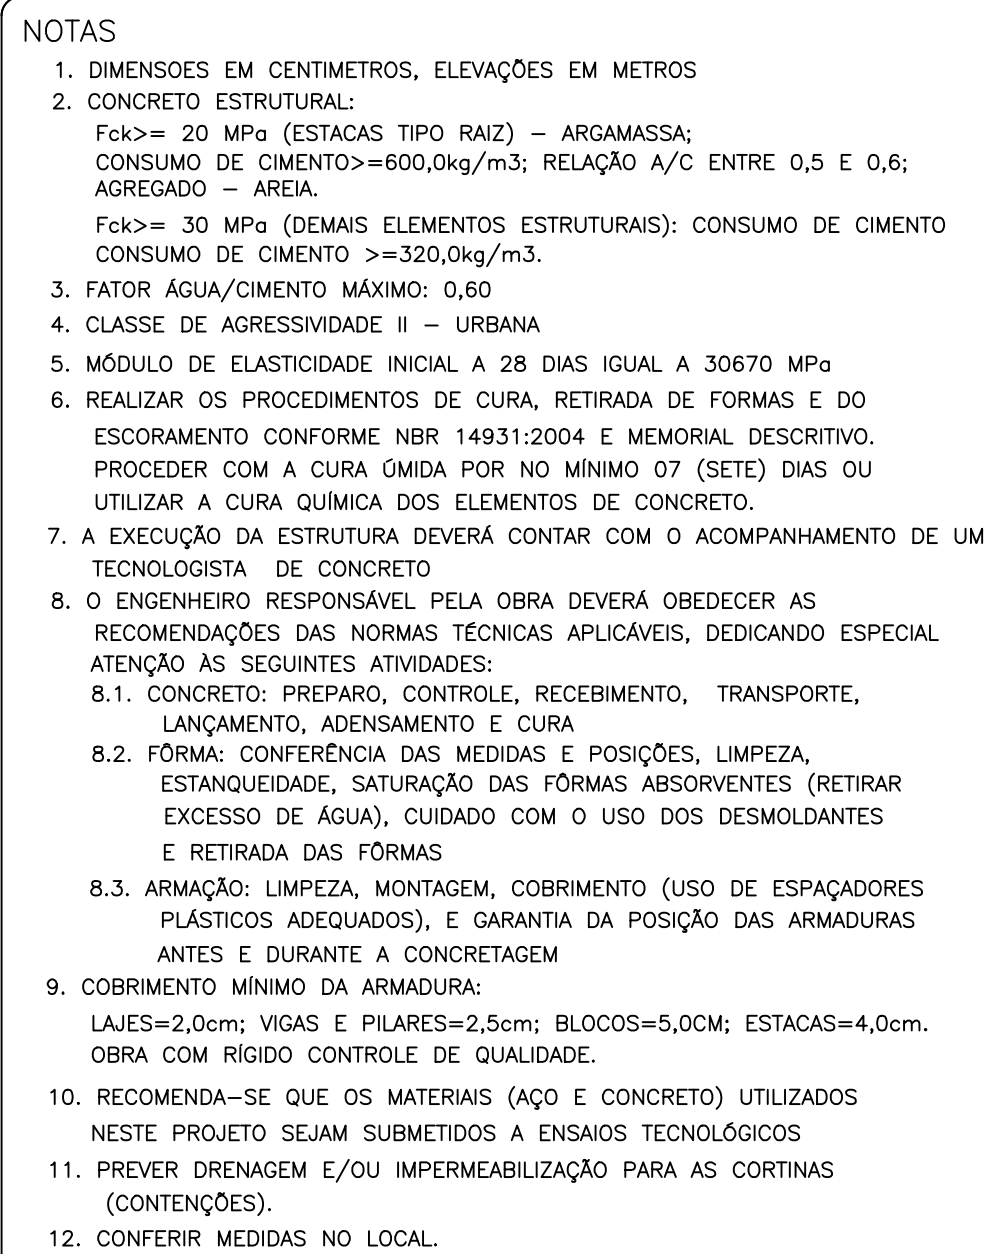 NOTAS
1. DIMENSOES EM CENTIMETROS, ELEVAÇÕES EM METROS
2. CONCRETO ESTRUTURAL:
Fck>= 20 MPa (ESTACAS TIPO RAIZ) – ARGAMASSA;
CONSUMO DE CIMENTO>=600,0kg/m3; RELAÇÃO A/C ENTRE 0,5 E 0,6;
AGREGADO – AREIA.
Fck>= 30 MPa (DEMAIS ELEMENTOS ESTRUTURAIS): CONSUMO DE CIMENTO
CONSUMO DE CIMENTO >=320,0kg/m3.
3. FATOR ÁGUA/CIMENTO MÁXIMO: 0,60
4. CLASSE DE AGRESSIVIDADE II – URBANA
5. MÓDULO DE ELASTICIDADE INICIAL A 28 DIAS IGUAL A 30670 MPa
6. REALIZAR OS PROCEDIMENTOS DE CURA, RETIRADA DE FORMAS E DO
ESCORAMENTO CONFORME NBR 14931:2004 E MEMORIAL DESCRITIVO.
PROCEDER COM A CURA ÚMIDA POR NO MÍNIMO 07 (SETE) DIAS OU
UTILIZAR A CURA QUÍMICA DOS ELEMENTOS DE CONCRETO.
7. A EXECUÇÃO DA ESTRUTURA DEVERÁ CONTAR COM O ACOMPANHAMENTO DE UM
TECNOLOGISTA DE CONCRETO
8. O ENGENHEIRO RESPONSÁVEL PELA OBRA DEVERÁ OBEDECER AS
RECOMENDAÇÕES DAS NORMAS TÉCNICAS APLICÁVEIS, DEDICANDO ESPECIAL
ATENÇÃO ÀS SEGUINTES ATIVIDADES:
8.1. CONCRETO: PREPARO, CONTROLE, RECEBIMENTO, TRANSPORTE,
LANÇAMENTO, ADENSAMENTO E CURA
8.2. FÔRMA: CONFERÊNCIA DAS MEDIDAS E POSIÇÕES, LIMPEZA,
ESTANQUEIDADE, SATURAÇÃO DAS FÔRMAS ABSORVENTES (RETIRAR
EXCESSO DE ÁGUA), CUIDADO COM O USO DOS DESMOLDANTES
E RETIRADA DAS FÔRMAS
8.3. ARMAÇÃO: LIMPEZA, MONTAGEM, COBRIMENTO (USO DE ESPAÇADORES
PLÁSTICOS ADEQUADOS), E GARANTIA DA POSIÇÃO DAS ARMADURAS
ANTES E DURANTE A CONCRETAGEM
9. COBRIMENTO MÍNIMO DA ARMADURA:
LAJES=2,0cm; VIGAS E PILARES=2,5cm; BLOCOS=5,0CM; ESTACAS=4,0cm.
OBRA COM RÍGIDO CONTROLE DE QUALIDADE.
10. RECOMENDA–SE QUE OS MATERIAIS (AÇO E CONCRETO) UTILIZADOS
NESTE PROJETO SEJAM SUBMETIDOS A ENSAIOS TECNOLÓGICOS
11. PREVER DRENAGEM E/OU IMPERMEABILIZAÇÃO PARA AS CORTINAS
(CONTENÇÕES).
12. CONFERIR MEDIDAS NO LOCAL.